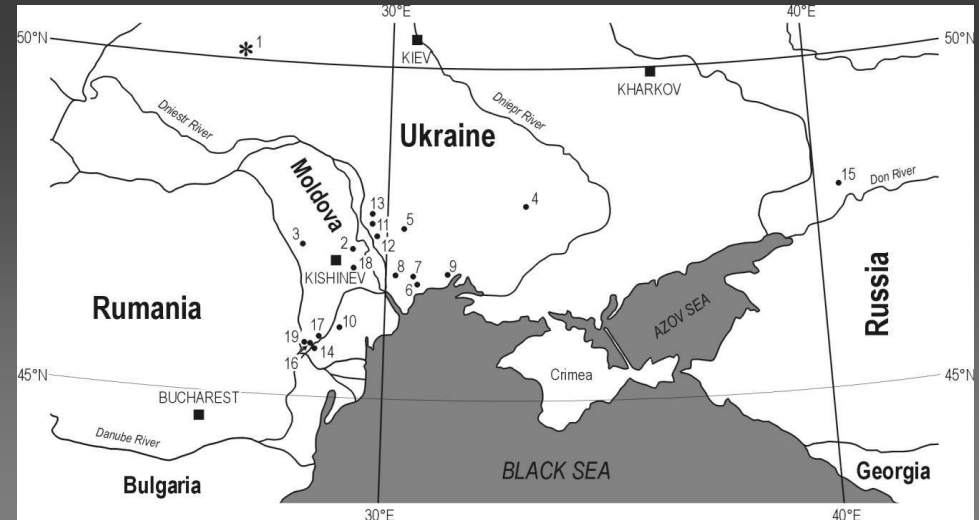 30°E
40°E
50°N
50°N
* 1
KIEV
KHARKOV
Dniestr River
Dniepr River
Ukraine
Moldova
15
Don River
4
13
11
5
12
3
2
18
KISHINEV
8
7
9
6
Rumania
Russia
AZOV SEA
17
10
19
16
14
45°N
45°N
Crimea
BUCHAREST
Danube River
BLACK SEA
Georgia
Bulgaria
30°E
40°E